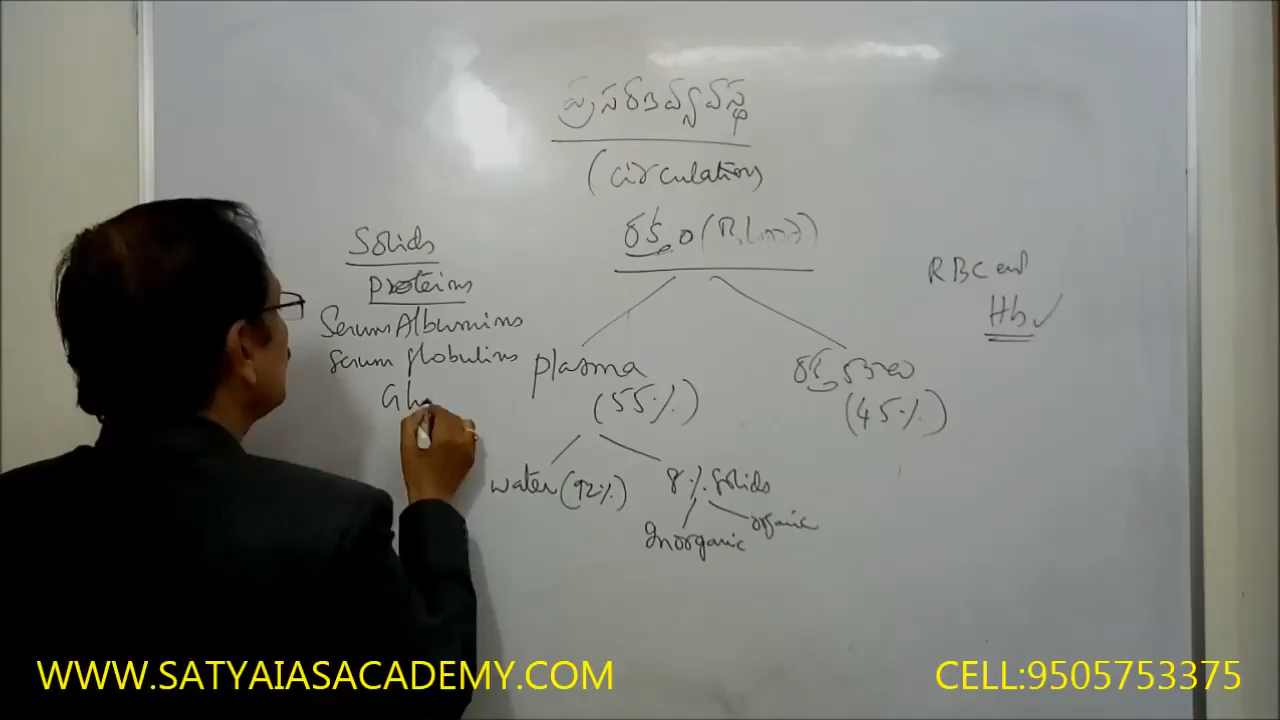 ప్రసరణవ్యవస్థ
(circulation)
రక్తం (Blood)
Solids
proteins
Serum Albumins
serum globulins
Gl
plasma
(55%)
రక్తకణాలు
(45%)
water (92%)
8% solids
Inorganic
organic
RBC and
Hb✓
WWW.SATYAIASACADEMY.COM
CELL:9505753375